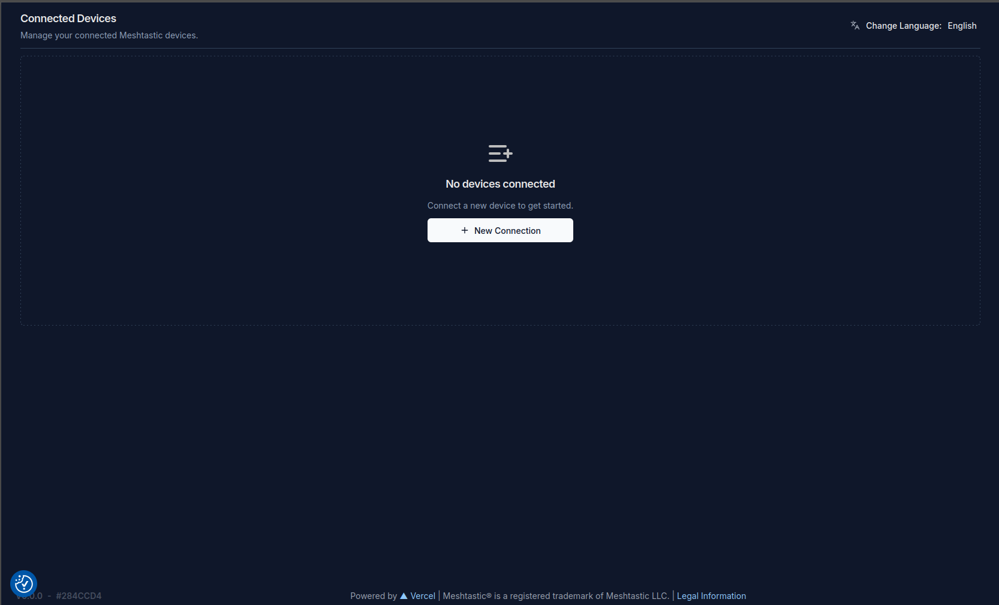 Connected Devices
Manage your connected Meshtastic devices.
Change Language: English
No devices connected
Connect a new device to get started.
+ New Connection
.0.0 - #284CCD4
Powered by ▲ Vercel | Meshtastic® is a registered trademark of Meshtastic LLC. | Legal Information